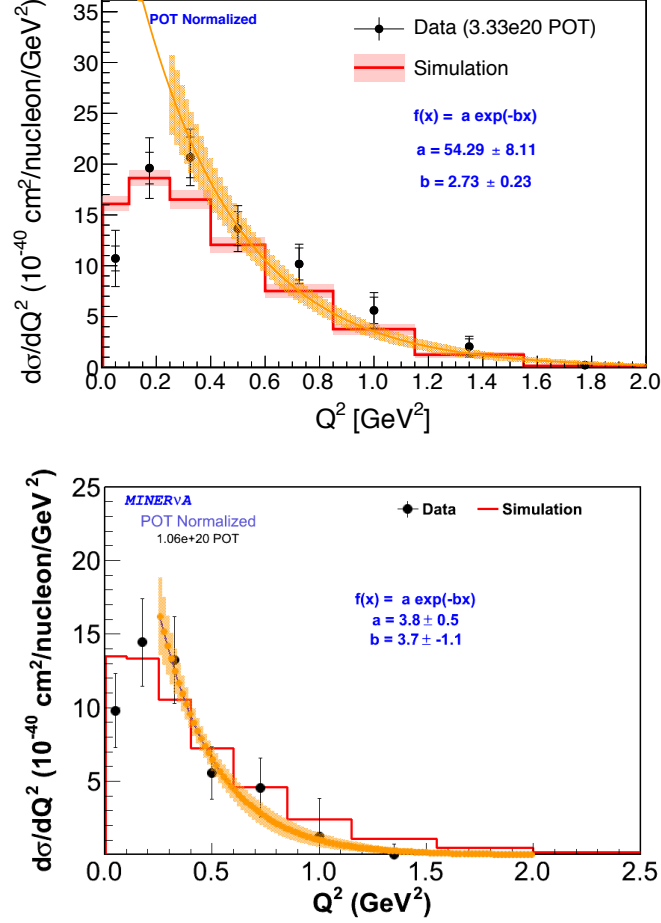 POT Normalized
Data (3.33e20 POT)
Simulation
f(x) = a exp(-bx)
a = 54.29 ± 8.11
b = 2.73 ± 0.23
dσ/dQ² (10⁻⁴⁰ cm²/nucleon/GeV²)
35
30
25
20
15
10
5
0
0.0 0.2 0.4 0.6 0.8 1.0 1.2 1.4 1.6 1.8 2.0
Q² [GeV²]
MINERνA
POT Normalized
1.06e+20 POT
Data Simulation
f(x) = a exp(-bx)
a = 3.8 ± 0.5
b = 3.7 ± -1.1
dσ/dQ² (10⁻⁴⁰ cm²/nucleon/GeV²)
25
20
15
10
5
0.0 0.5 1.0 1.5 2.0 2.5
Q² (GeV²)